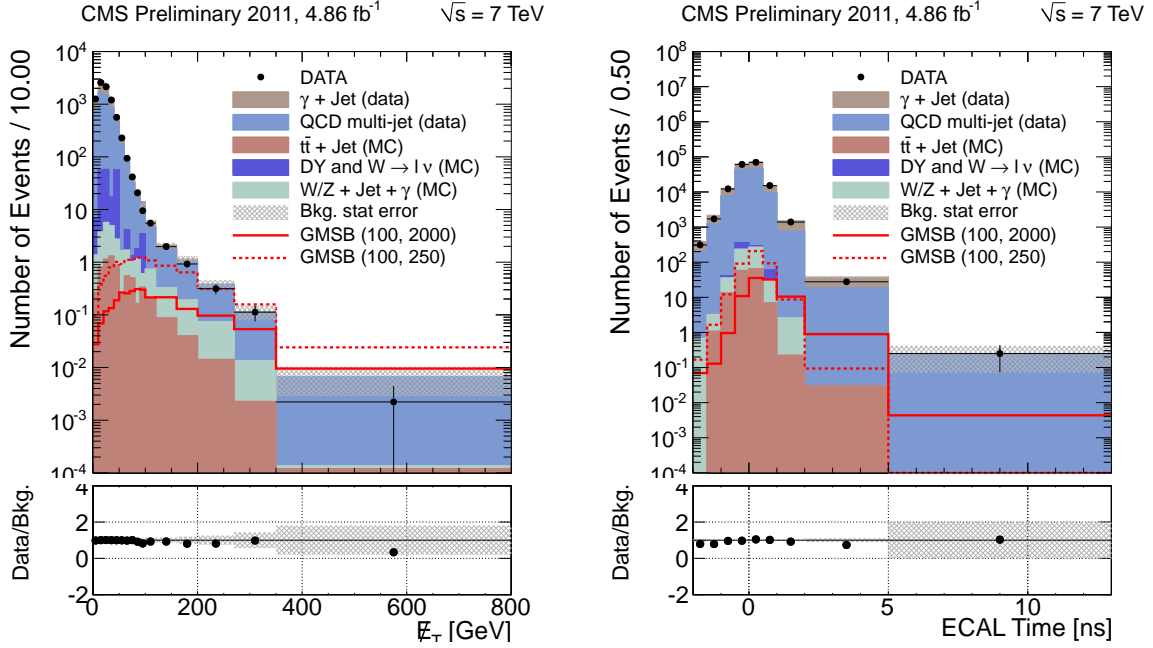 CMS Preliminary 2011, 4.86 fb⁻¹ √s = 7 TeV
Number of Events / 10.00
10⁴
10³
10²
10
1
10⁻¹
10⁻²
10⁻³
10⁻⁴
DATA
γ + Jet (data)
QCD multi-jet (data)
tt̄ + Jet (MC)
DY and W → l ν (MC)
W/Z + Jet + γ (MC)
Bkg. stat error
GMSB (100, 2000)
GMSB (100, 250)
Data/Bkg.
4
2
0
-2
0 200 400 600 800
E̸_T [GeV]
CMS Preliminary 2011, 4.86 fb⁻¹ √s = 7 TeV
Number of Events / 0.50
10⁸
10⁷
10⁶
10⁵
10⁴
10³
10²
10
1
10⁻¹
10⁻²
10⁻³
10⁻⁴
DATA
γ + Jet (data)
QCD multi-jet (data)
tt̄ + Jet (MC)
DY and W → l ν (MC)
W/Z + Jet + γ (MC)
Bkg. stat error
GMSB (100, 2000)
GMSB (100, 250)
Data/Bkg.
4
2
0
-2
0 5 10
ECAL Time [ns]